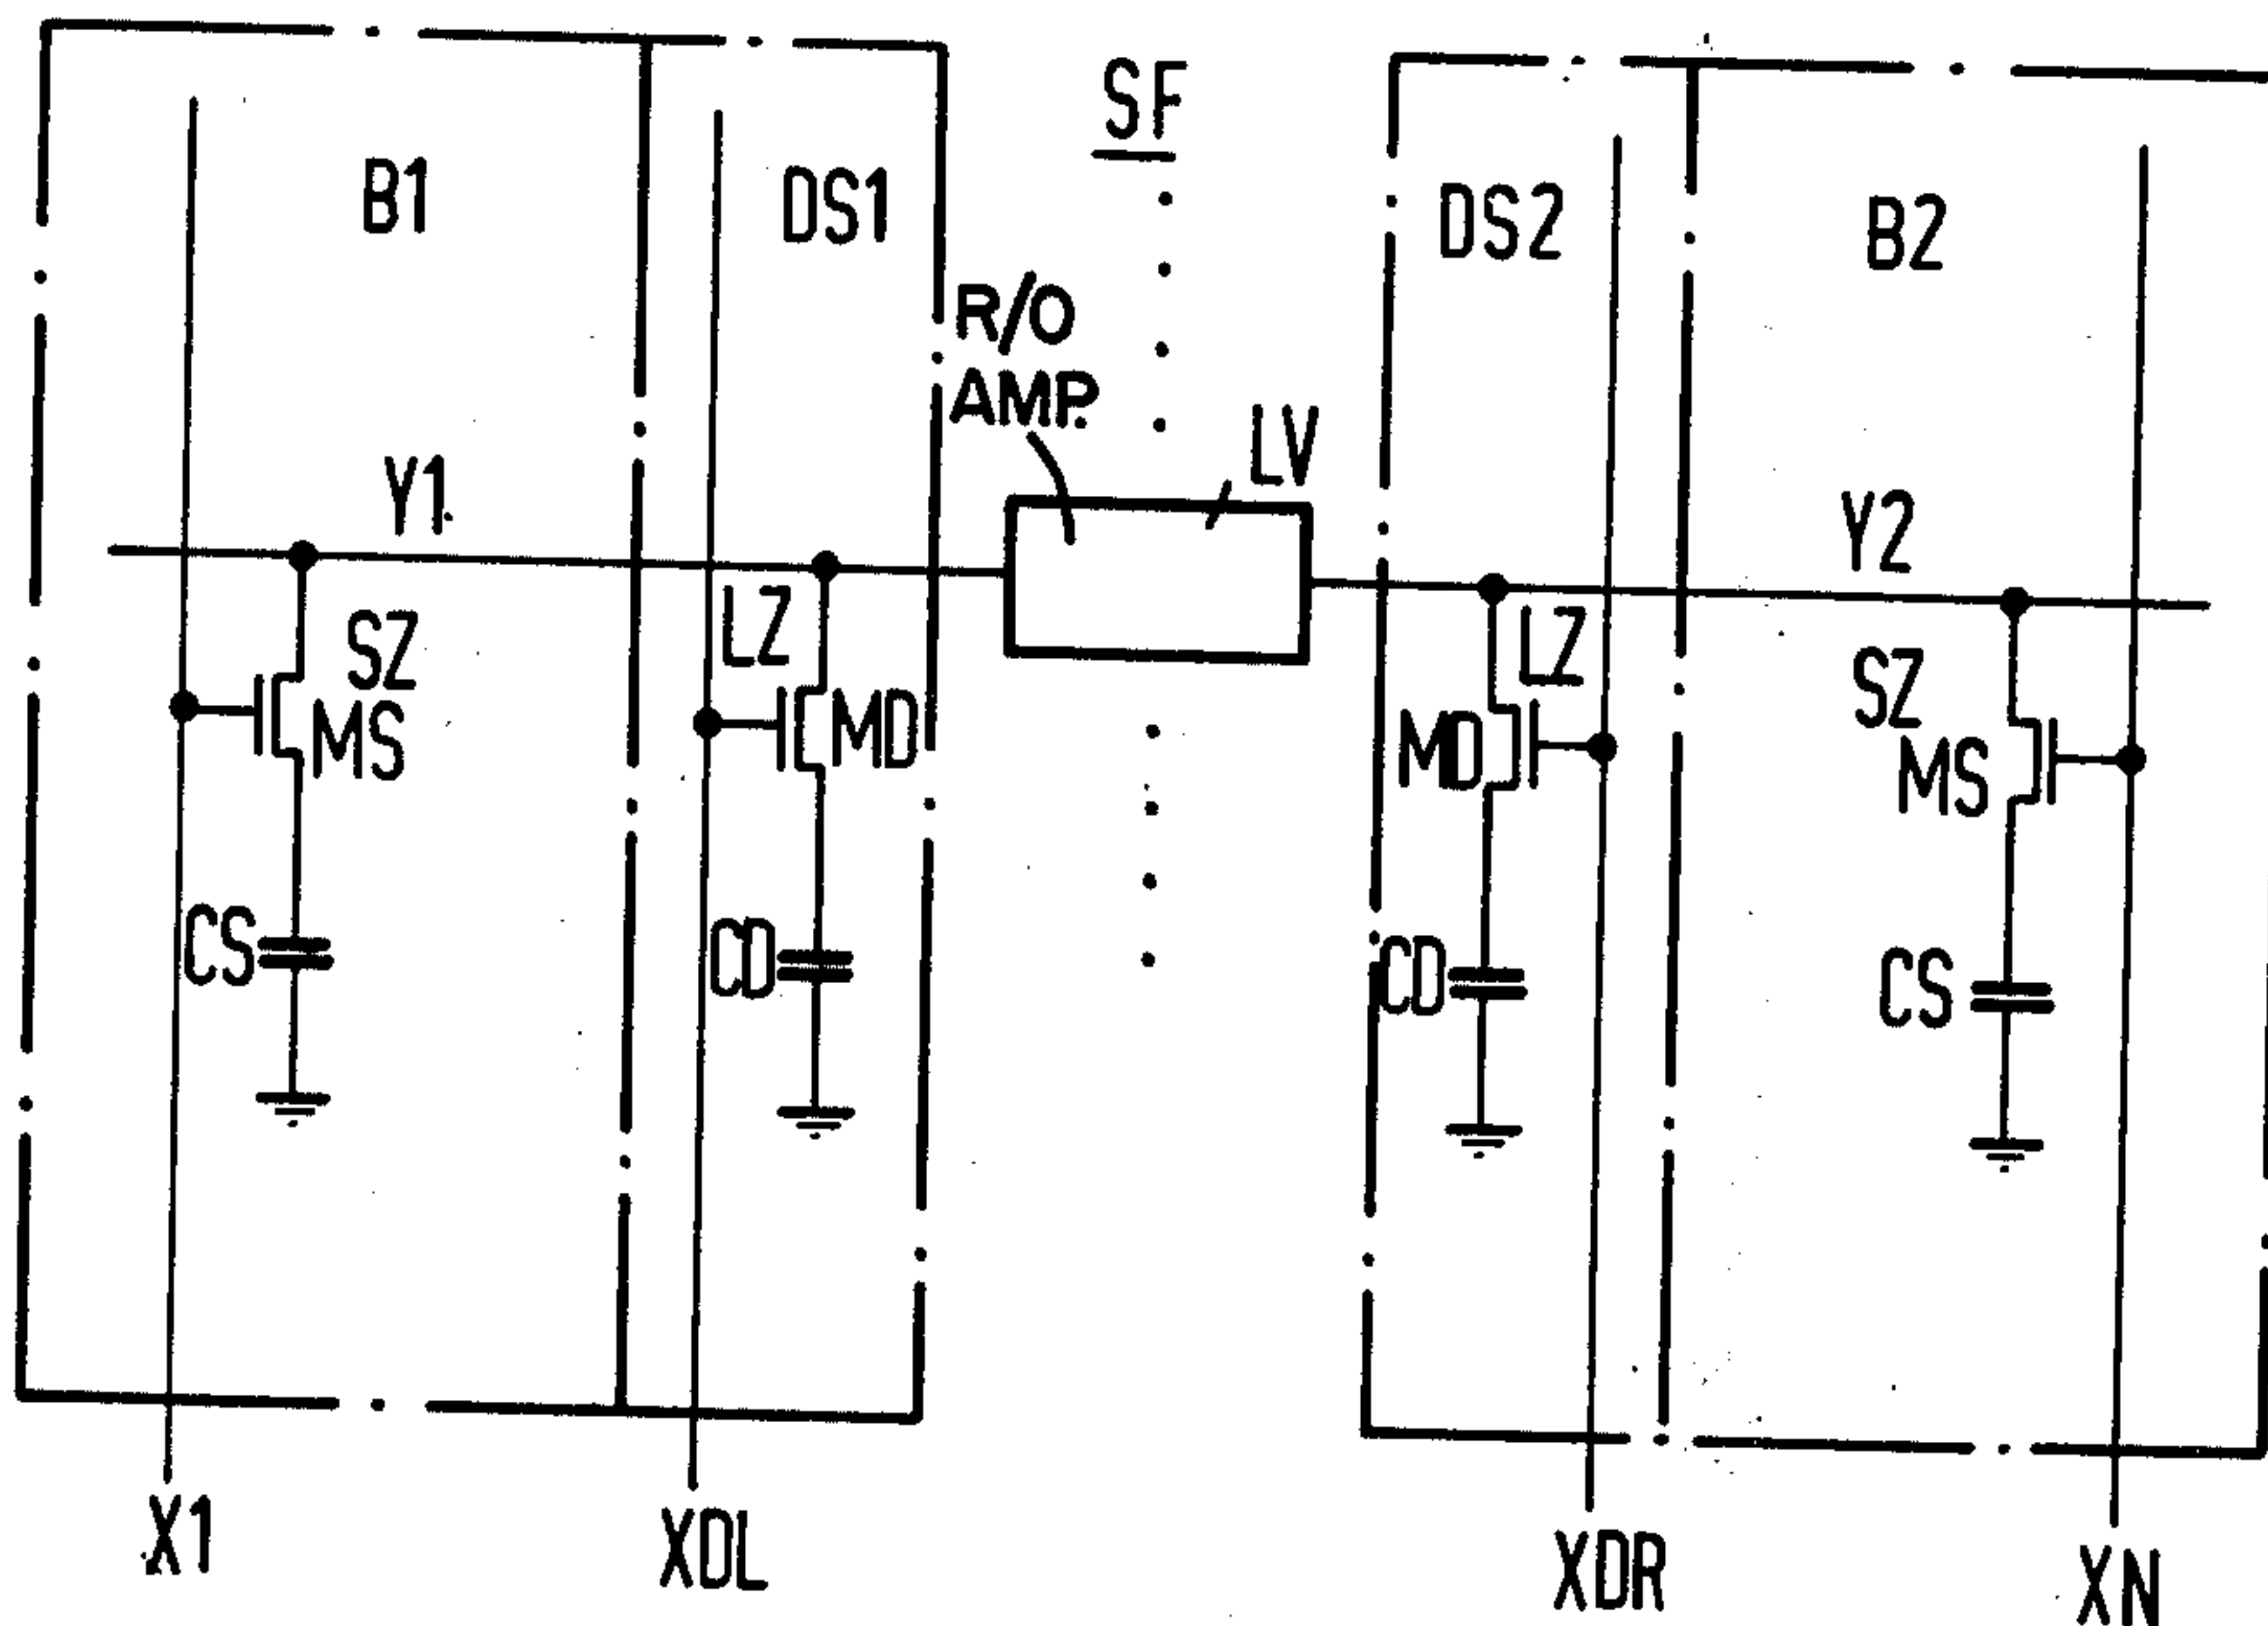 SF
B1
DS1
DS2
B2
R/O
AMP.
LV
Y1
Y2
SZ
MS
LZ
MD
LZ
MD
SZ
MS
CS
CD
CD
CS
X1
XDL
XDR
XN